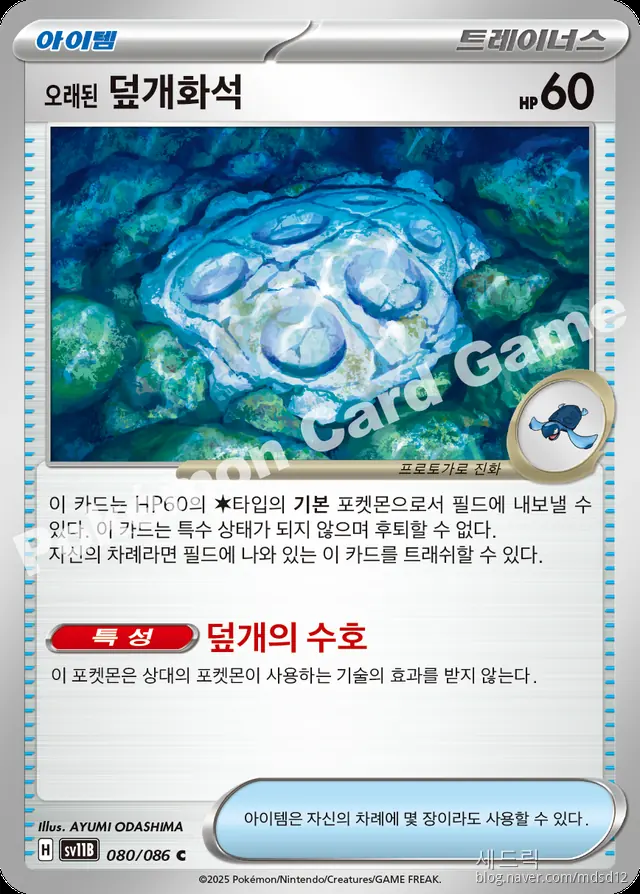 아이템 트레이너스
오래된 덮개화석 HP 60
프로토가로 진화
이 카드는 HP60의 타입의 기본 포켓몬으로서 필드에 내보낼 수
있다. 이 카드는 특수 상태가 되지 않으며 후퇴할 수 없다.
자신의 차례라면 필드에 나와 있는 이 카드를 트래쉬할 수 있다.
특성 덮개의 수호
이 포켓몬은 상대의 포켓몬이 사용하는 기술의 효과를 받지 않는다.
Illus. AYUMI ODASHIMA
H sv11B 080/086 C
아이템은 자신의 차례에 몇 장이라도 사용할 수 있다.
©2025 Pokémon/Nintendo/Creatures/GAME FREAK.
Pokémon Card Game
세드릭
blog.naver.com/mdsd12